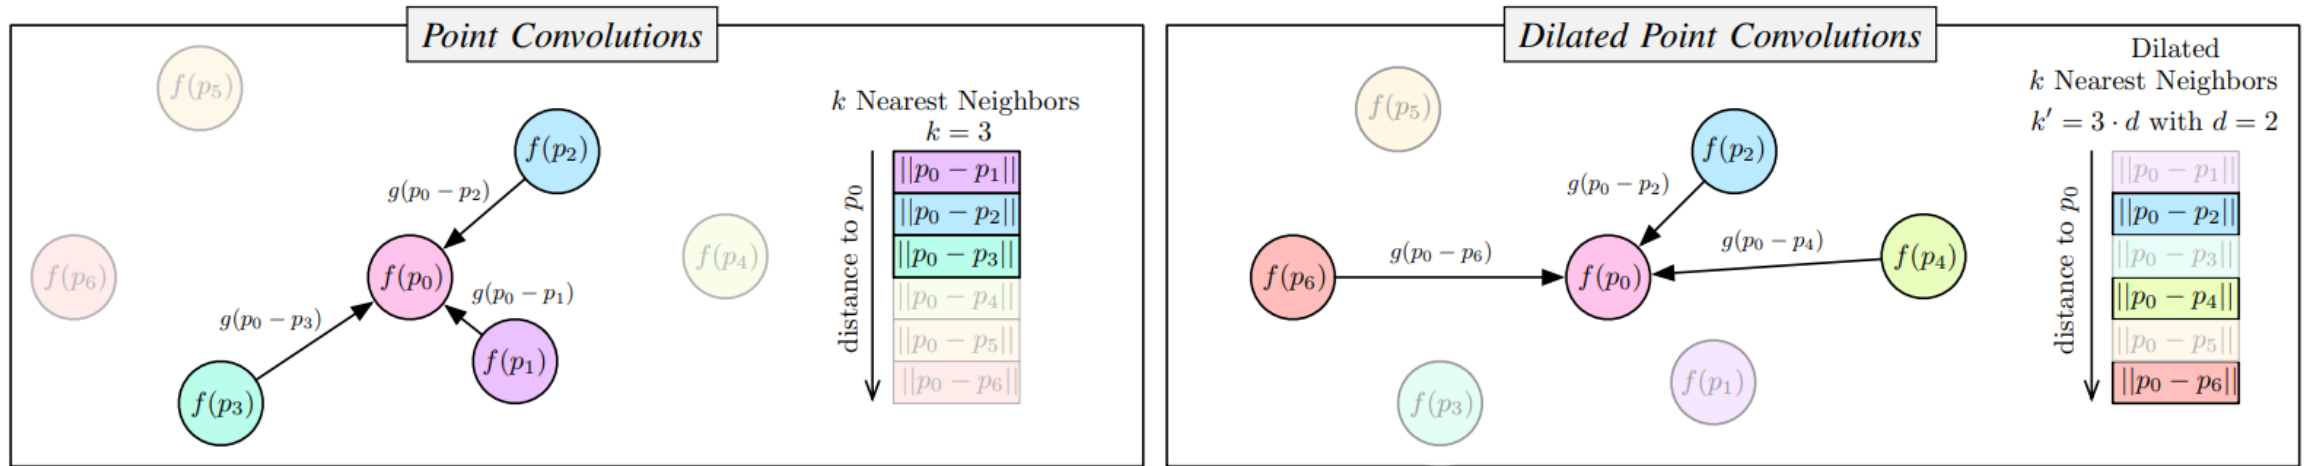 Point Convolutions
f(p₅)
f(p₂)
g(p₀ − p₂)
f(p₀)
f(p₄)
f(p₆)
g(p₀ − p₁)
g(p₀ − p₃)
f(p₁)
f(p₃)
k Nearest Neighbors
k = 3
distance to p₀
||p₀ − p₁||
||p₀ − p₂||
||p₀ − p₃||
||p₀ − p₄||
||p₀ − p₅||
||p₀ − p₆||
Dilated Point Convolutions
f(p₅)
f(p₂)
g(p₀ − p₂)
g(p₀ − p₆)
g(p₀ − p₄)
f(p₆)
f(p₀)
f(p₄)
f(p₃)
f(p₁)
Dilated
k Nearest Neighbors
k′ = 3 · d with d = 2
distance to p₀
||p₀ − p₁||
||p₀ − p₂||
||p₀ − p₃||
||p₀ − p₄||
||p₀ − p₅||
||p₀ − p₆||